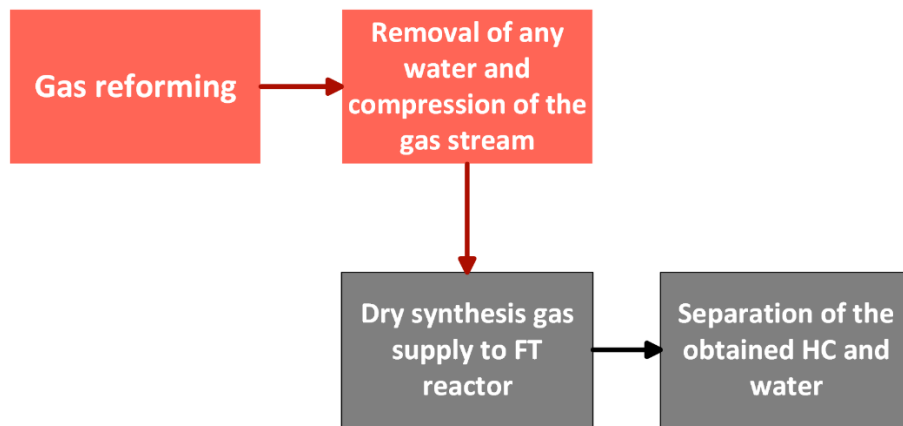 Gas reforming
Removal of any
water and
compression of the
gas stream
Dry synthesis gas
supply to FT
reactor
Separation of the
obtained HC and
water